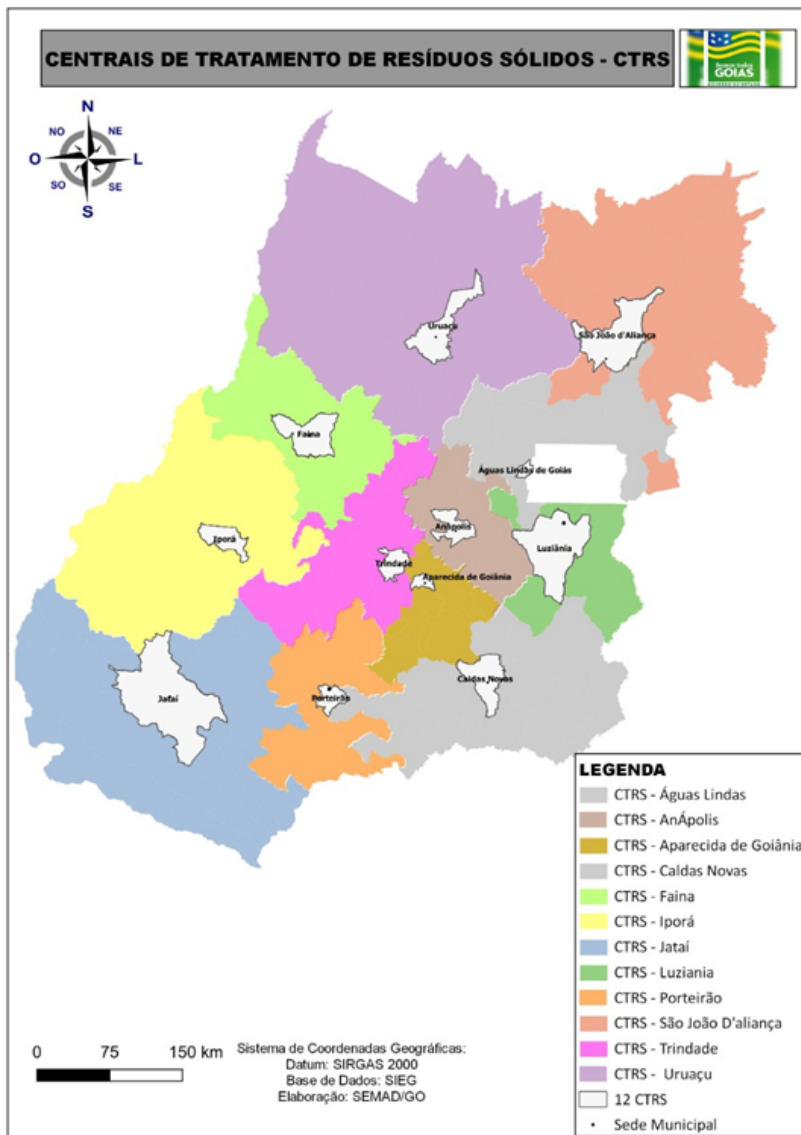 CENTRAIS DE TRATAMENTO DE RESÍDUOS SÓLIDOS - CTRS
GOIÁS
N
NO
NE
O
L
SO
SE
S
Uruaçu
São João d'Aliança
Faina
Águas Lindas de Goiás
Anápolis
Luziânia
Iporá
Trindade
Aparecida de Goiânia
Caldas Novas
Jataí
Porteirão
LEGENDA
CTRS - Águas Lindas
CTRS - AnÁpolis
CTRS - Aparecida de Goiânia
CTRS - Caldas Novas
CTRS - Faina
CTRS - Iporá
CTRS - Jataí
CTRS - Luziania
CTRS - Porteirão
CTRS - São João D'aliança
CTRS - Trindade
CTRS - Uruaçu
12 CTRS
Sede Municipal
0 75 150 km
Sistema de Coordenadas Geográficas:
Datum: SIRGAS 2000
Base de Dados: SIEG
Elaboração: SEMAD/GO